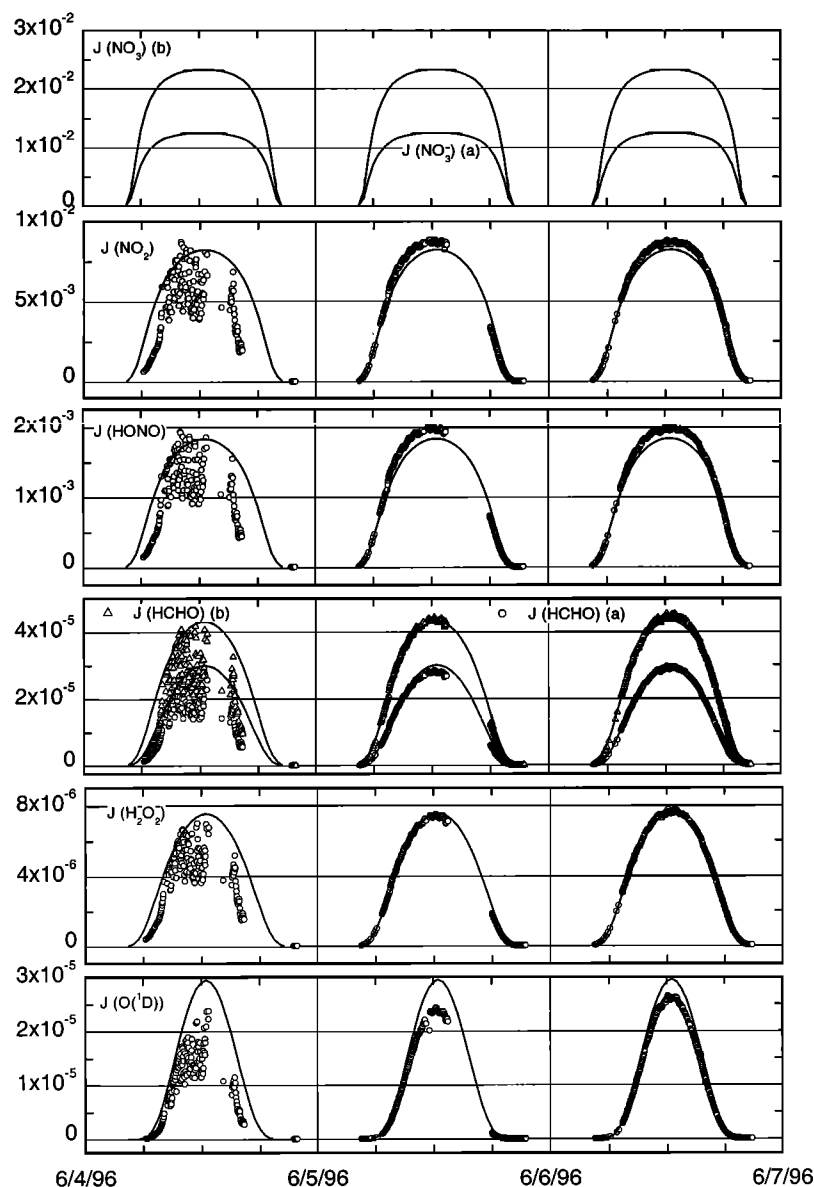 3x10⁻²
J (NO₃) (b)
2x10⁻²
1x10⁻²
J (NO₃⁻) (a)
0
1x10⁻²
J (NO₂)
5x10⁻³
0
2x10⁻³
J (HONO)
1x10⁻³
0
△ J (HCHO) (b)
○ J (HCHO) (a)
4x10⁻⁵
2x10⁻⁵
0
8x10⁻⁶
J (H₂⁻O₂⁻)
4x10⁻⁶
0
3x10⁻⁵
J (O(¹D))
2x10⁻⁵
1x10⁻⁵
0
6/4/96 6/5/96 6/6/96 6/7/96